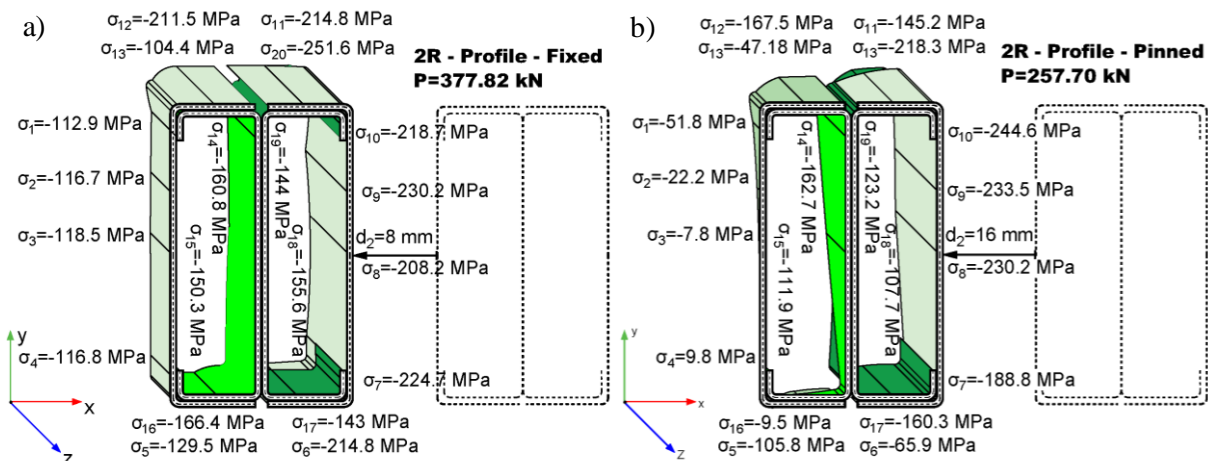 a)
σ12=-211.5 MPa σ11=-214.8 MPa
σ13=-104.4 MPa σ20=-251.6 MPa
2R - Profile - Fixed
P=377.82 kN
σ1=-112.9 MPa
σ2=-116.7 MPa
σ3=-118.5 MPa
σ4=-116.8 MPa
σ14=-160.8 MPa
σ15=-150.3 MPa
σ19=-144 MPa
σ18=-155.6 MPa
σ10=-218.7 MPa
σ9=-230.2 MPa
d2=8 mm
σ8=-208.2 MPa
σ7=-224.7 MPa
σ16=-166.4 MPa σ17=-143 MPa
σ5=-129.5 MPa σ6=-214.8 MPa
y
x
z
b)
σ12=-167.5 MPa σ11=-145.2 MPa
σ13=-47.18 MPa σ13=-218.3 MPa
2R - Profile - Pinned
P=257.70 kN
σ1=-51.8 MPa
σ2=-22.2 MPa
σ3=-7.8 MPa
σ4=9.8 MPa
σ14=-162.7 MPa
σ15=-111.9 MPa
σ19=-123.2 MPa
σ18=-107.7 MPa
σ10=-244.6 MPa
σ9=-233.5 MPa
d2=16 mm
σ8=-230.2 MPa
σ7=-188.8 MPa
σ16=-9.5 MPa σ17=-160.3 MPa
σ5=-105.8 MPa σ6=-65.9 MPa
y
x
z